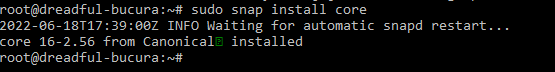 root@dreadful-bucura:~# sudo snap install core
2022-06-18T17:39:00Z INFO Waiting for automatic snapd restart...
core 16-2.56 from Canonical✓ installed
root@dreadful-bucura:~#